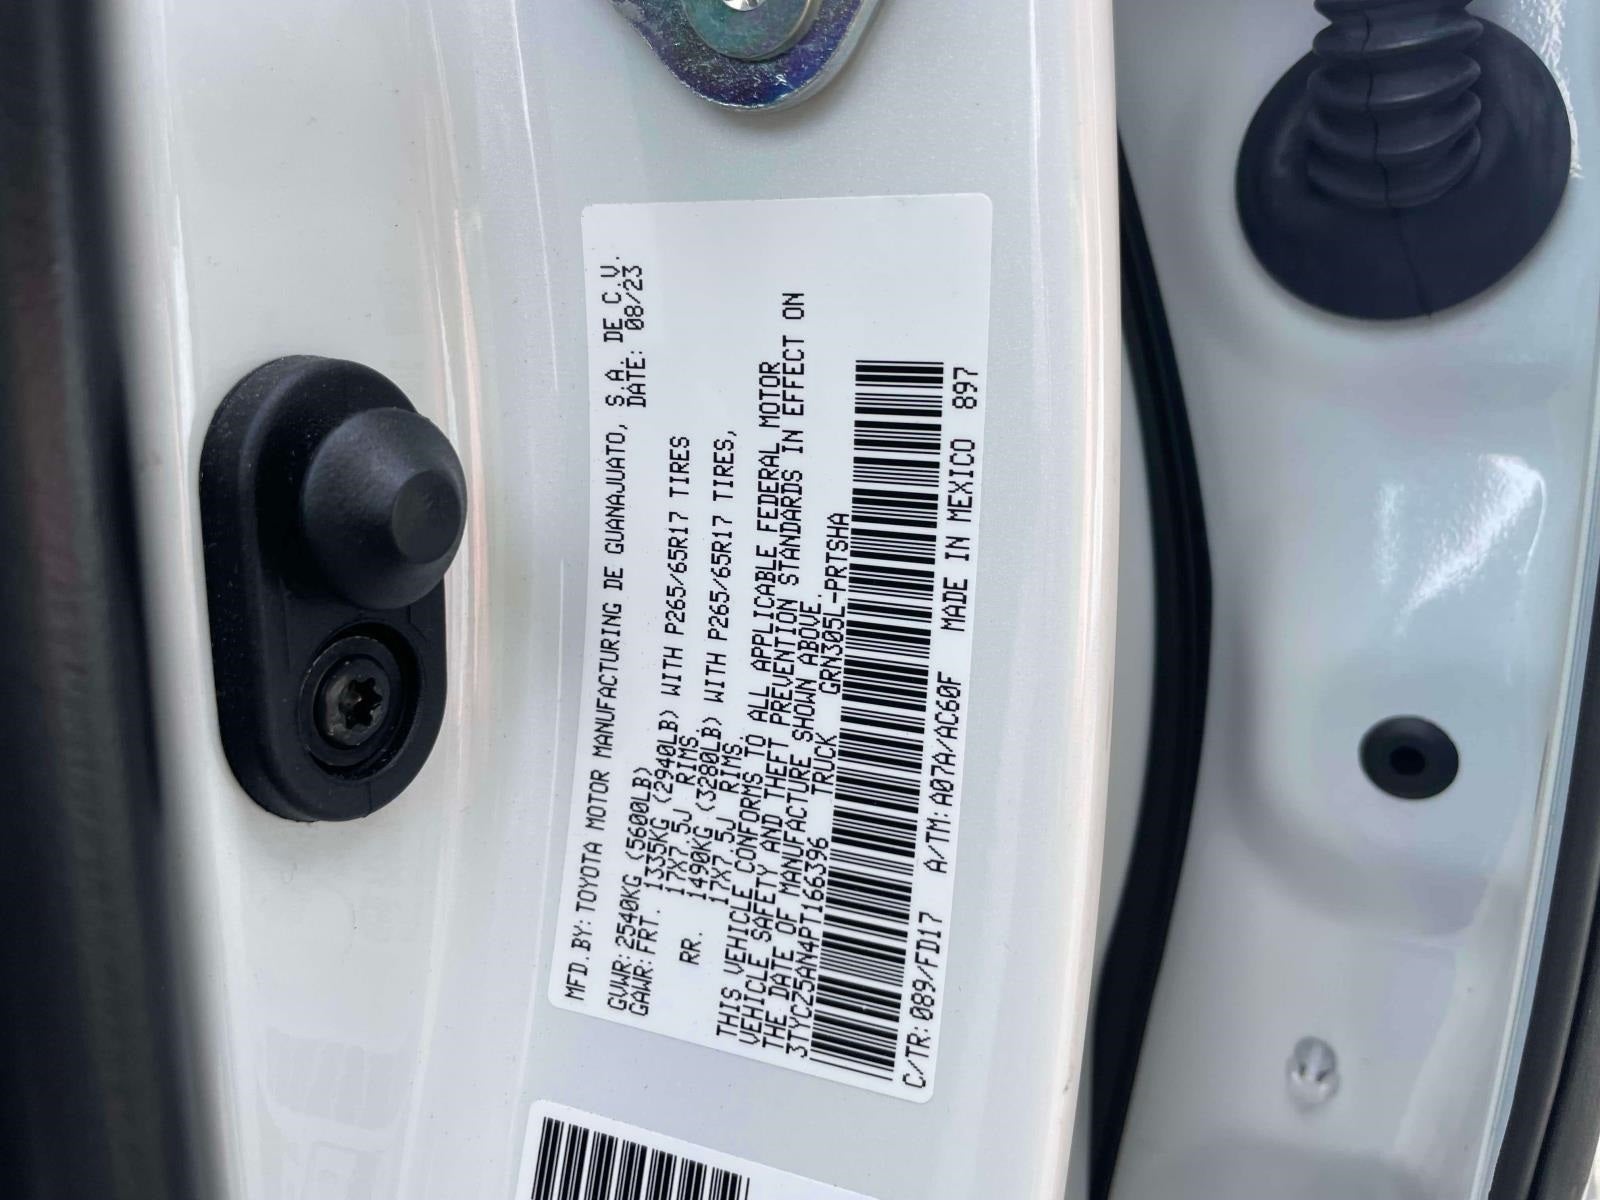 MFD.BY:TOYOTA MOTOR MANUFACTURING DE GUANAJUATO, S.A. DE C.V.
DATE: 08/23
GVWR:2540KG (5600LB)
GAWR:FRT. 1335KG (2940LB) WITH P265/65R17 TIRES
17X7.5J RIMS
RR. 1490KG (3280LB) WITH P265/65R17 TIRES,
17X7.5J RIMS
THIS VEHICLE CONFORMS TO ALL APPLICABLE FEDERAL MOTOR
VEHICLE SAFETY AND THEFT PREVENTION STANDARDS IN EFFECT ON
THE DATE OF MANUFACTURE SHOWN ABOVE.
3TYCZ5AN4PT166396 TRUCK GRN305L-PRTSHA
C/TR:089/FD17 A/TM:A07A/AC60F MADE IN MEXICO 897